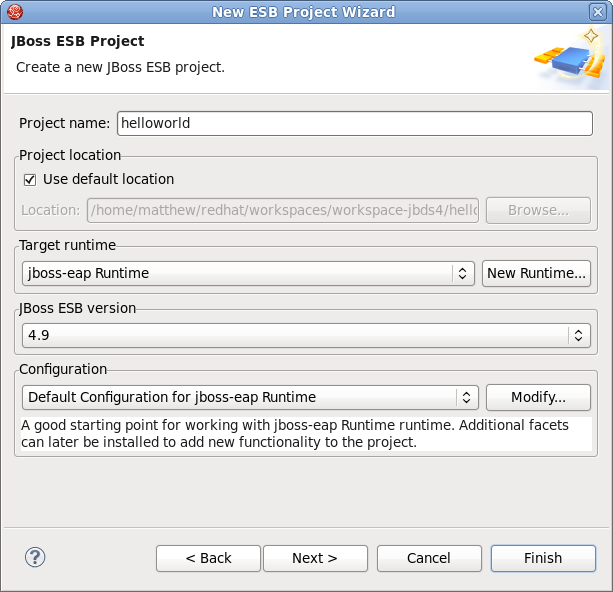 New ESB Project Wizard
JBoss ESB Project
Create a new JBoss ESB project.
Project name: helloworld
Project location
Use default location
Location: /home/matthew/redhat/workspaces/workspace-jbds4/hell Browse...
Target runtime
jboss-eap Runtime New Runtime...
JBoss ESB version
4.9
Configuration
Default Configuration for jboss-eap Runtime Modify...
A good starting point for working with jboss-eap Runtime runtime. Additional facets
can later be installed to add new functionality to the project.
? < Back Next > Cancel Finish